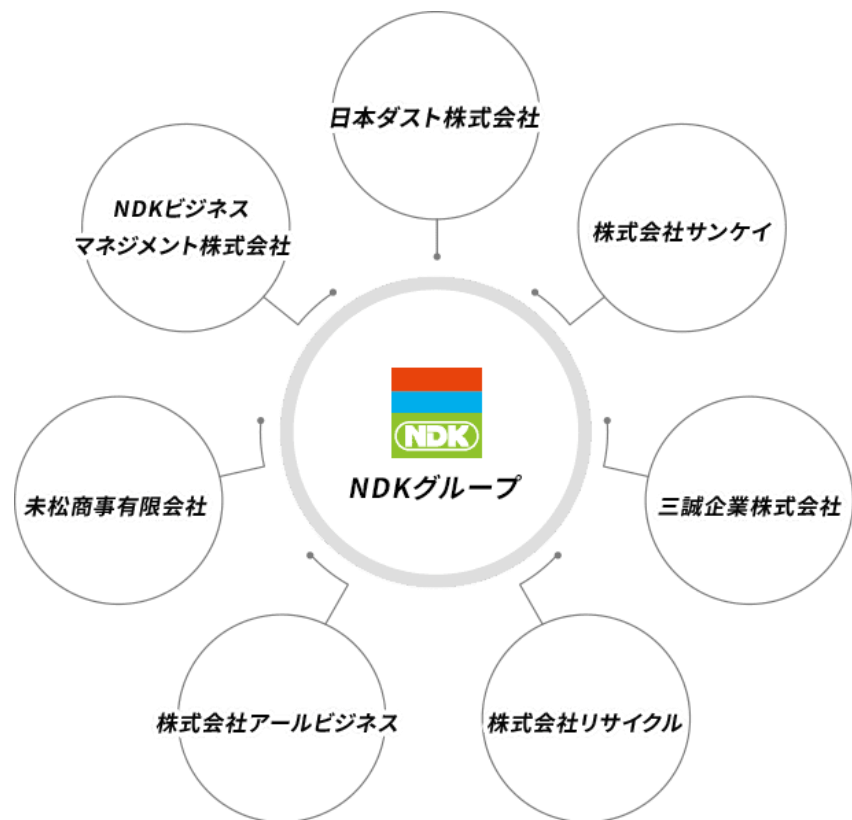 日本ダスト株式会社
NDKビジネス
マネジメント株式会社
株式会社サンケイ
NDK
NDKグループ
未松商事有限会社
三誠企業株式会社
株式会社アールビジネス
株式会社リサイクル